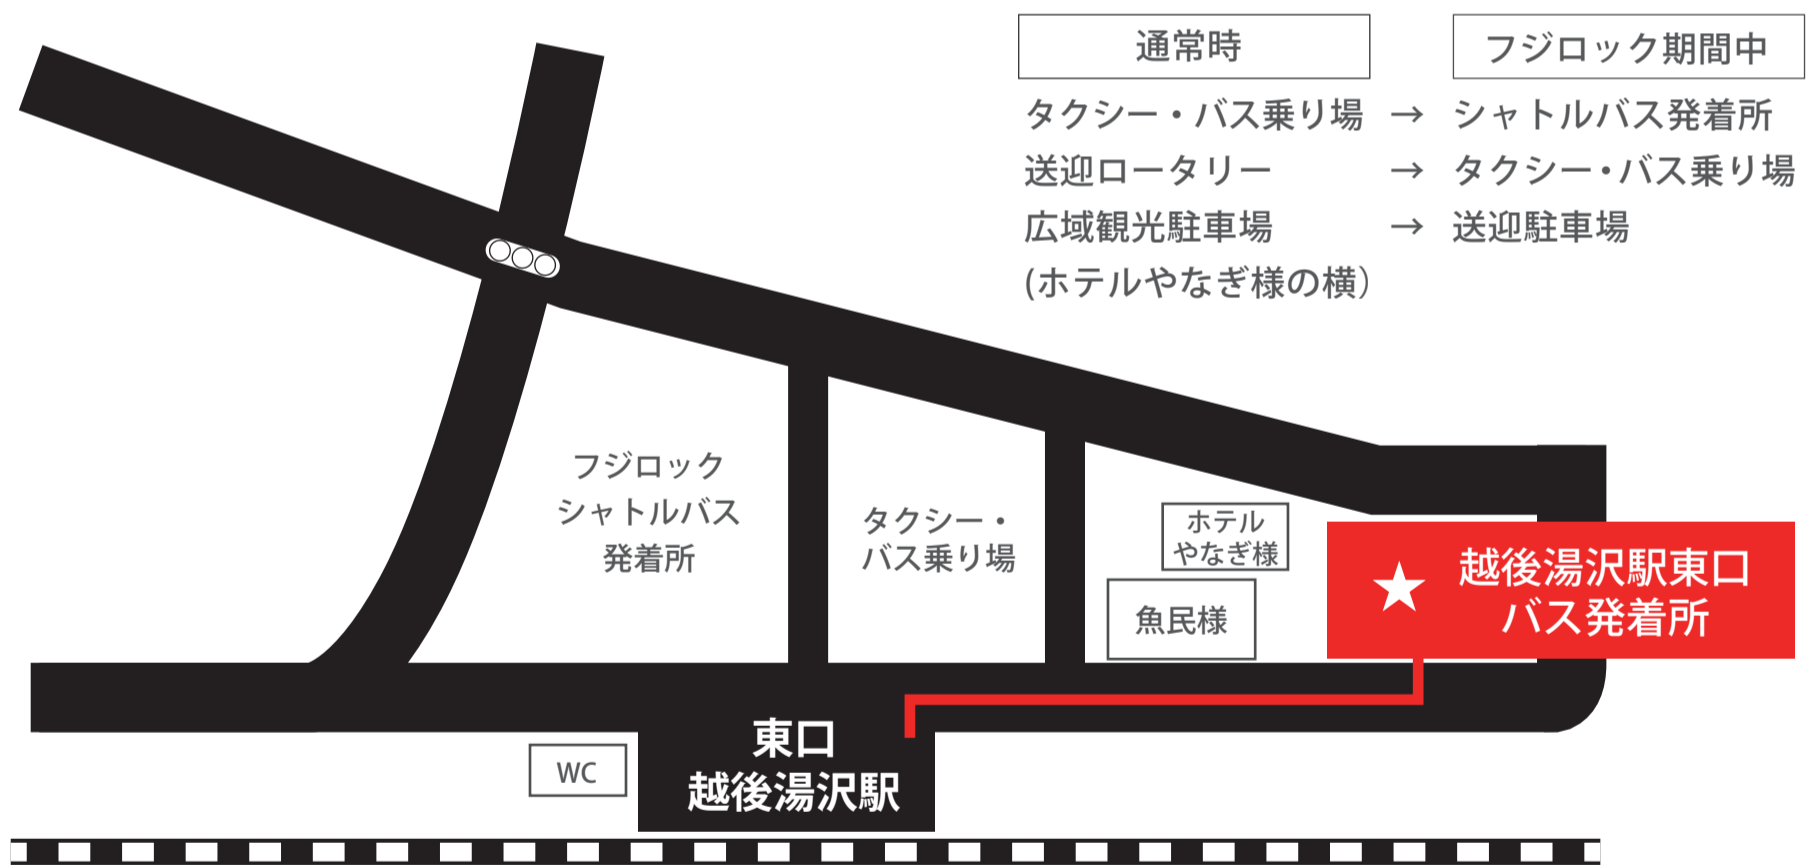 通常時
フジロック期間中
タクシー・バス乗り場 → シャトルバス発着所
送迎ロータリー → タクシー・バス乗り場
広域観光駐車場 → 送迎駐車場
(ホテルやなぎ様の横)
フジロック
シャトルバス
発着所
タクシー・
バス乗り場
ホテル
やなぎ様
魚民様
★ 越後湯沢駅東口
バス発着所
東口
越後湯沢駅
WC